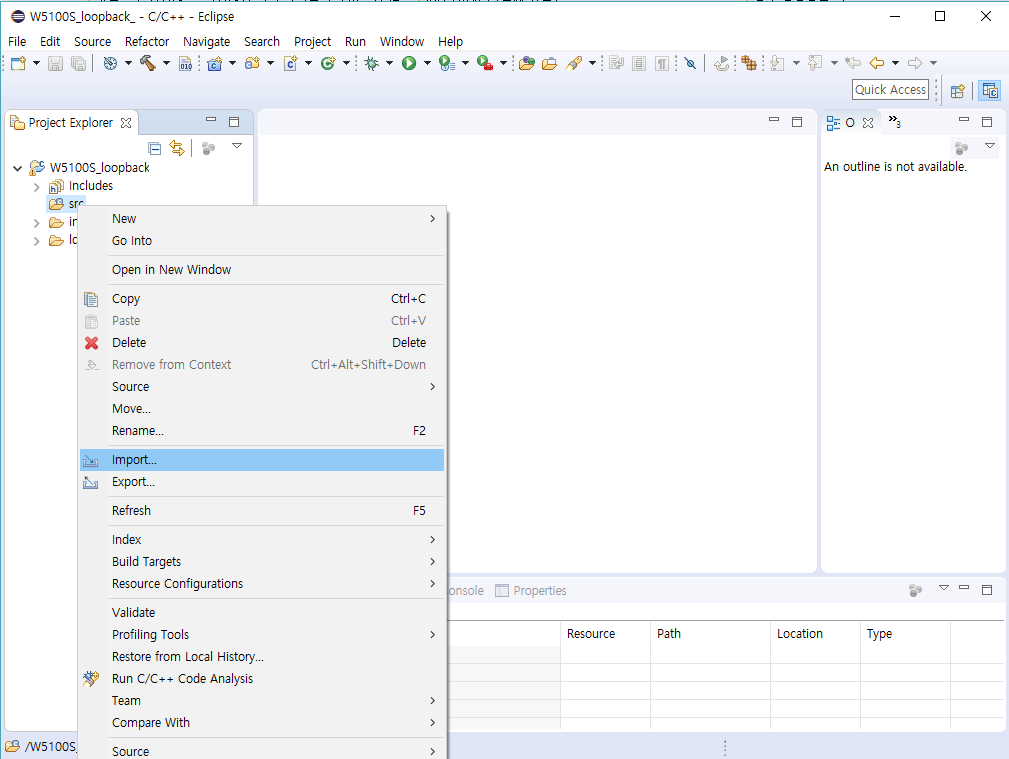 W5100S_loopback_ - C/C++ - Eclipse
File Edit Source Refactor Navigate Search Project Run Window Help
Quick Access
Project Explorer
O
3
W5100S_loopback
Includes
src
An outline is not available.
New
Go Into
Open in New Window
Copy Ctrl+C
Paste Ctrl+V
Delete Delete
Remove from Context Ctrl+Alt+Shift+Down
Source
Move...
Rename... F2
Import...
Export...
Refresh F5
Index
Build Targets
Resource Configurations
Validate
Profiling Tools
Restore from Local History...
Run C/C++ Code Analysis
Team
Compare With
Source
onsole Properties
Resource Path Location Type
/W5100S_